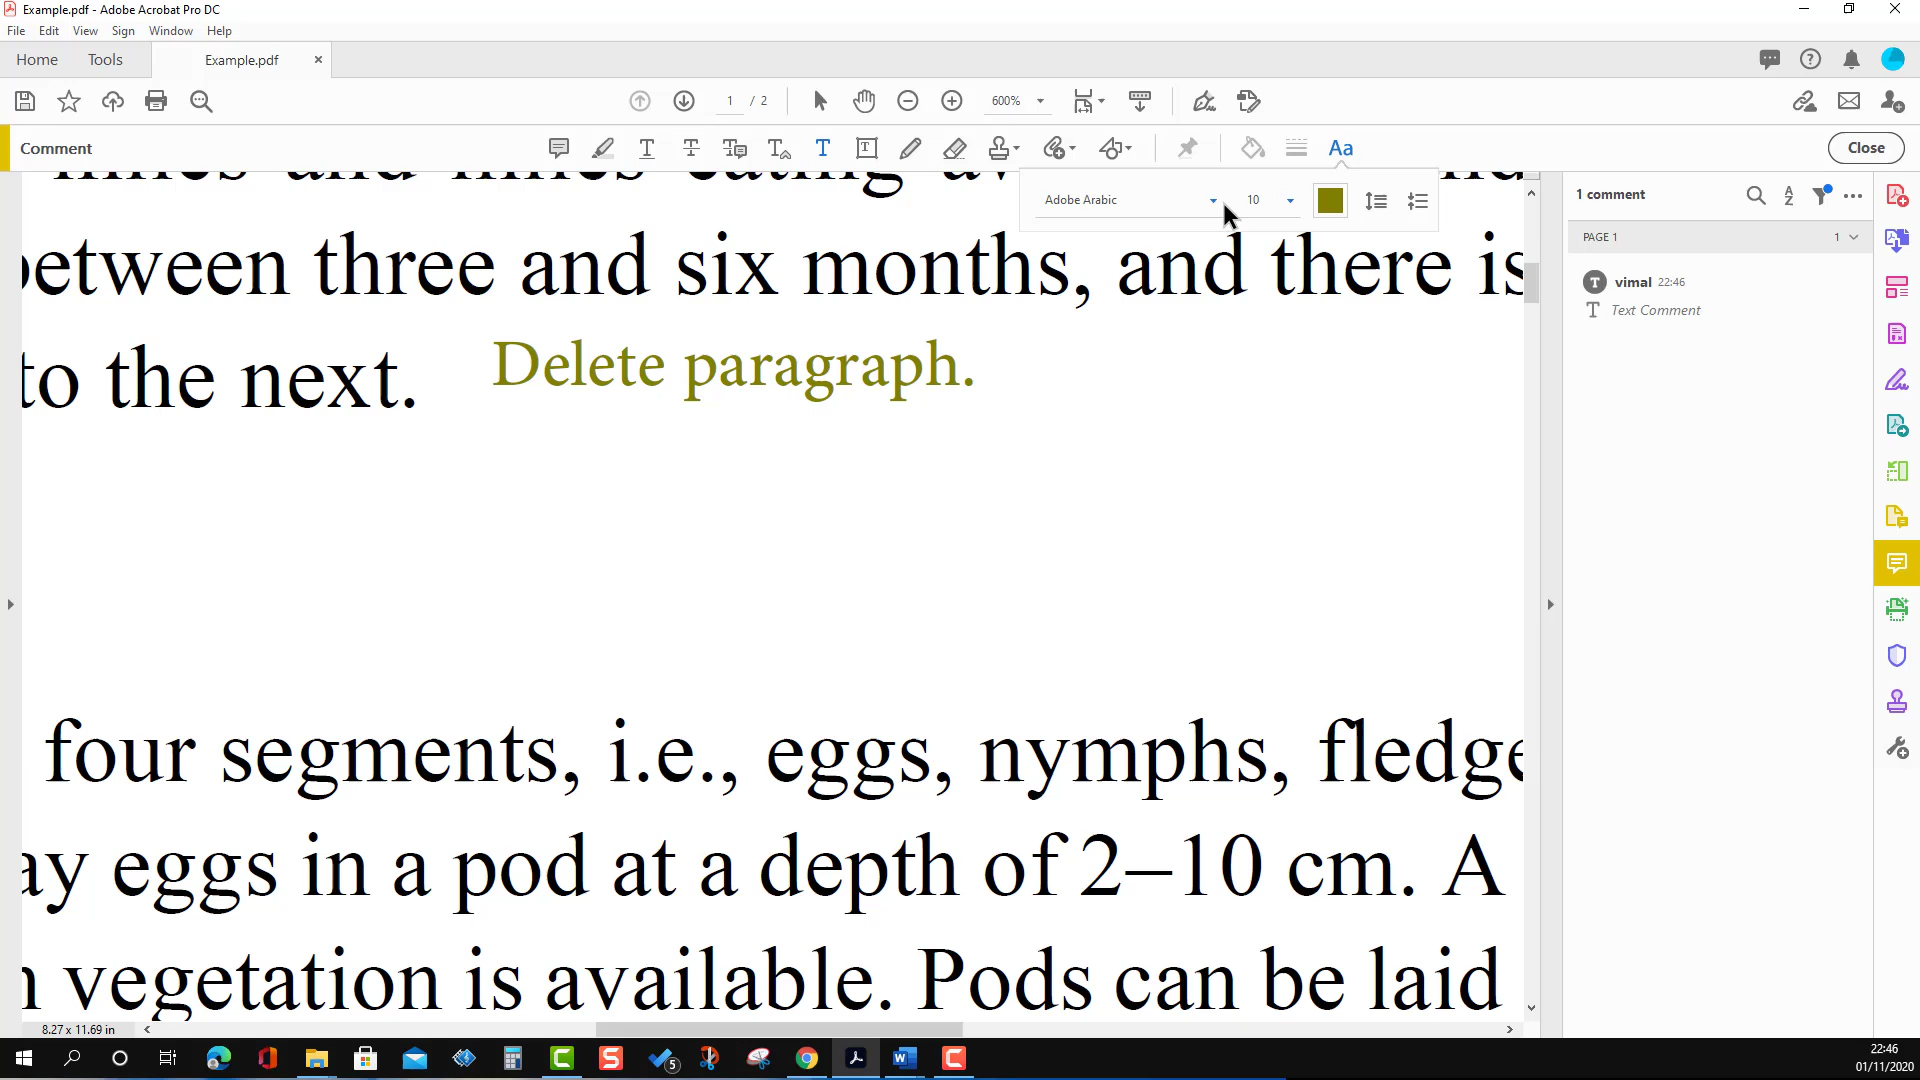 Example.pdf - Adobe Acrobat Pro DC
File Edit View Sign Window Help
Home Tools Example.pdf
1 / 2 600%
Comment Aa Close
Adobe Arabic 10
between three and six months, and there is
to the next. Delete paragraph.
four segments, i.e., eggs, nymphs, fledge
ay eggs in a pod at a depth of 2–10 cm. A
n vegetation is available. Pods can be laid
8.27 x 11.69 in
1 comment
PAGE 1 1
T vimal 22:46
T Text Comment
5
22:46
01/11/2020